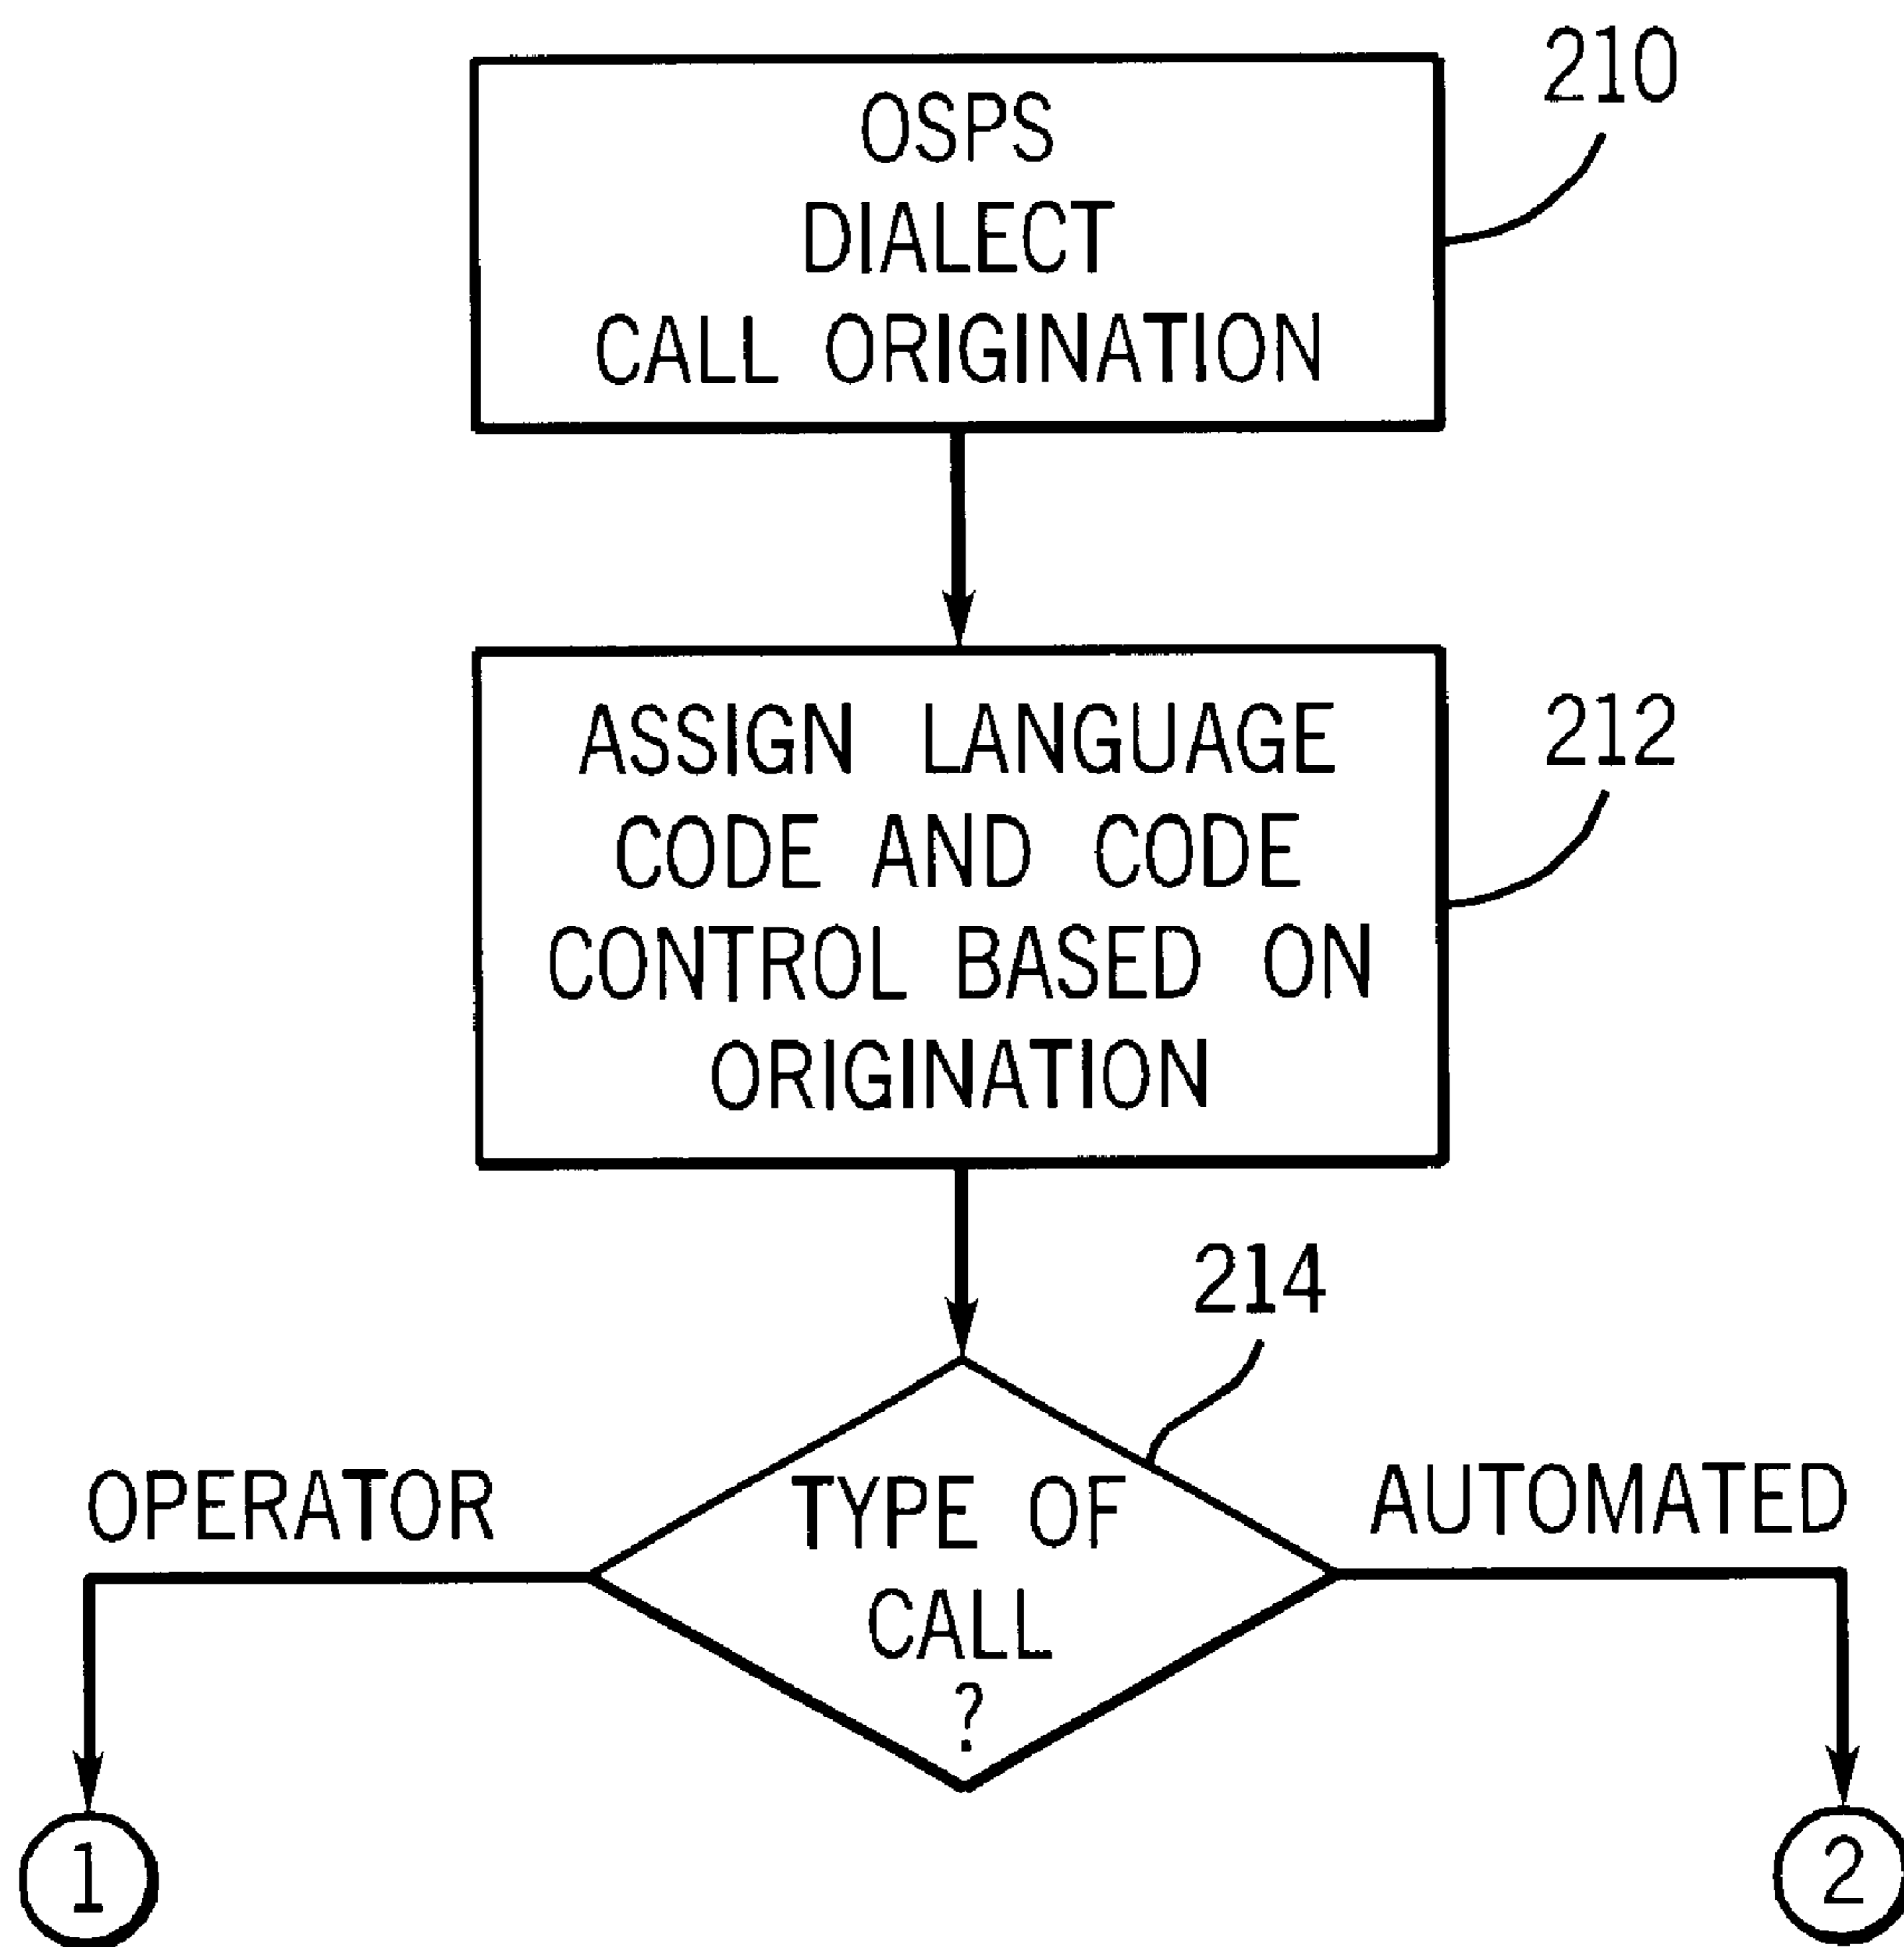 210
OSPS
DIALECT
CALL ORIGINATION
212
ASSIGN LANGUAGE
CODE AND CODE
CONTROL BASED ON
ORIGINATION
214
OPERATOR
TYPE OF
CALL
?
AUTOMATED
1
2